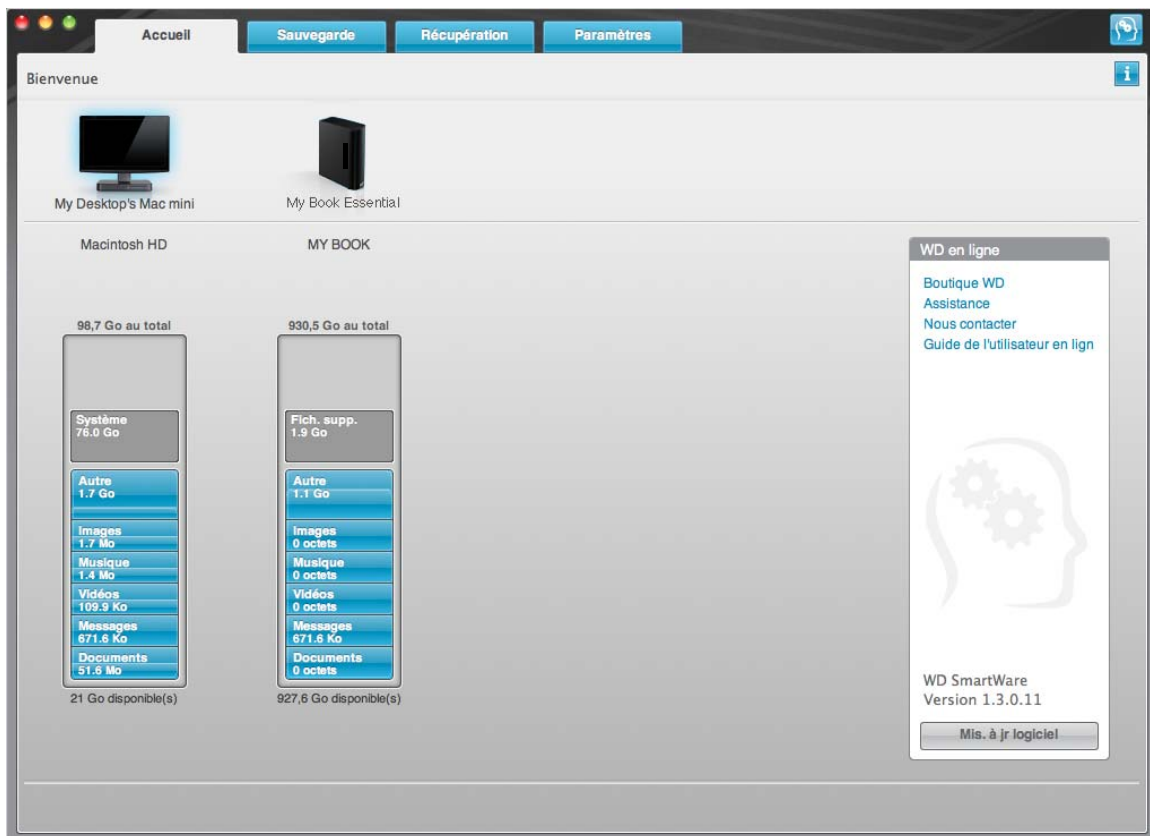 Accueil
Sauvegarde
Récupération
Paramètres
Bienvenue
i
My Desktop's Mac mini
My Book Essential
Macintosh HD
MY BOOK
98,7 Go au total
930,5 Go au total
Système
76.0 Go
Autre
1.7 Go
Images
1.7 Mo
Musique
1.4 Mo
Vidéos
109.9 Ko
Messages
671.6 Ko
Documents
51.6 Mo
21 Go disponible(s)
Fich. supp.
1.9 Go
Autre
1.1 Go
Images
0 octets
Musique
0 octets
Vidéos
0 octets
Messages
671.6 Ko
Documents
0 octets
927,6 Go disponible(s)
WD en ligne
Boutique WD
Assistance
Nous contacter
Guide de l'utilisateur en lign
WD SmartWare
Version 1.3.0.11
Mis. à jr logiciel